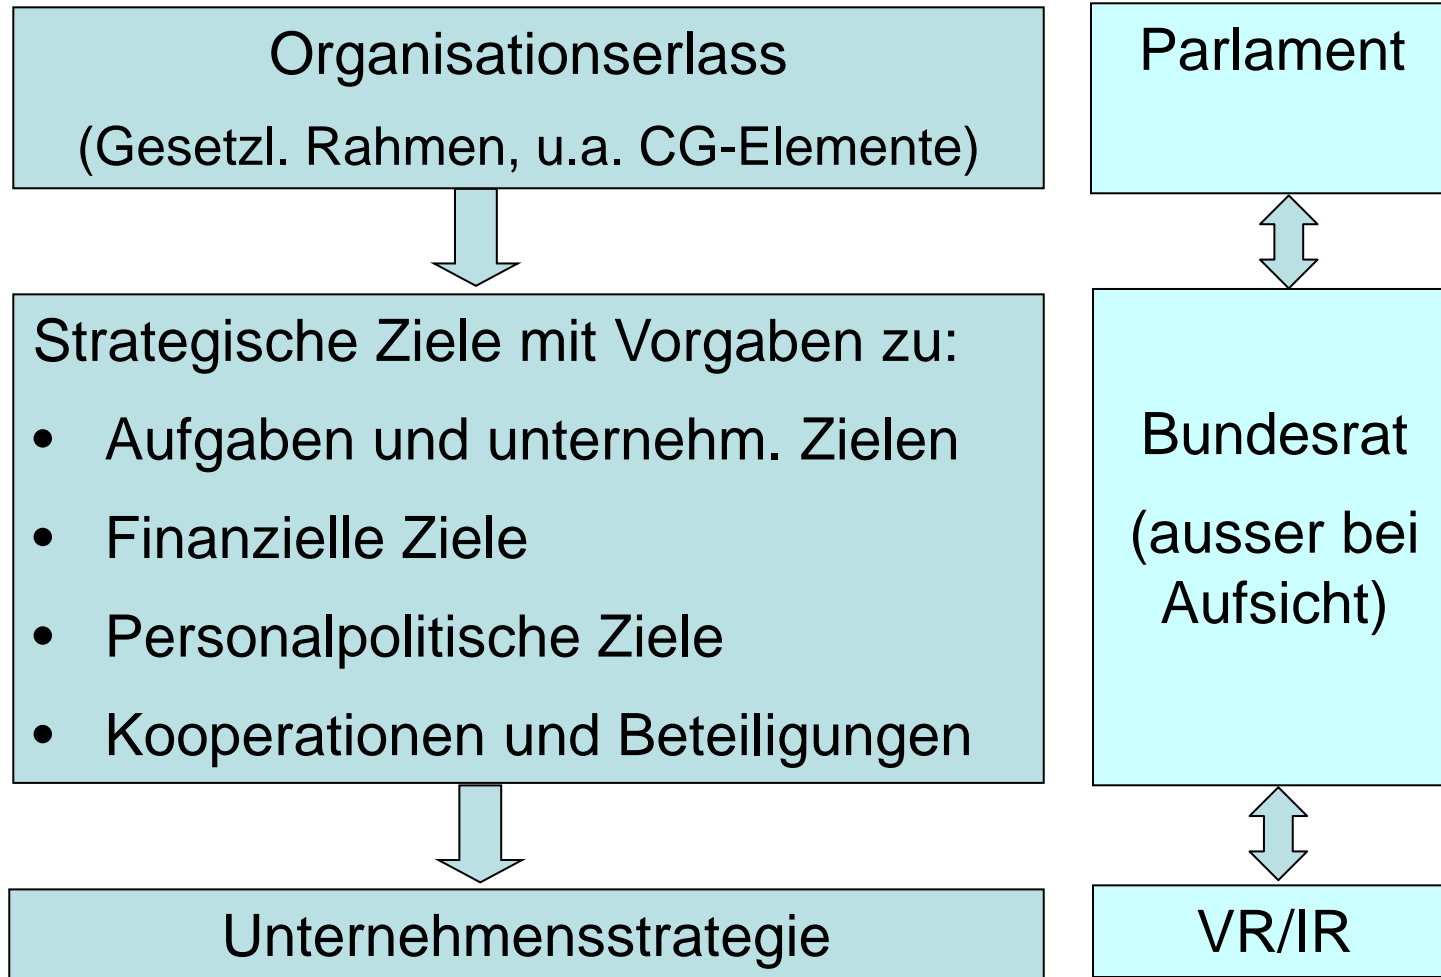 Organisationserlass
(Gesetzl. Rahmen, u.a. CG-Elemente)
Parlament
Strategische Ziele mit Vorgaben zu:
• Aufgaben und unternehm. Zielen
• Finanzielle Ziele
• Personalpolitische Ziele
• Kooperationen und Beteiligungen
Bundesrat
(ausser bei
Aufsicht)
Unternehmensstrategie
VR/IR